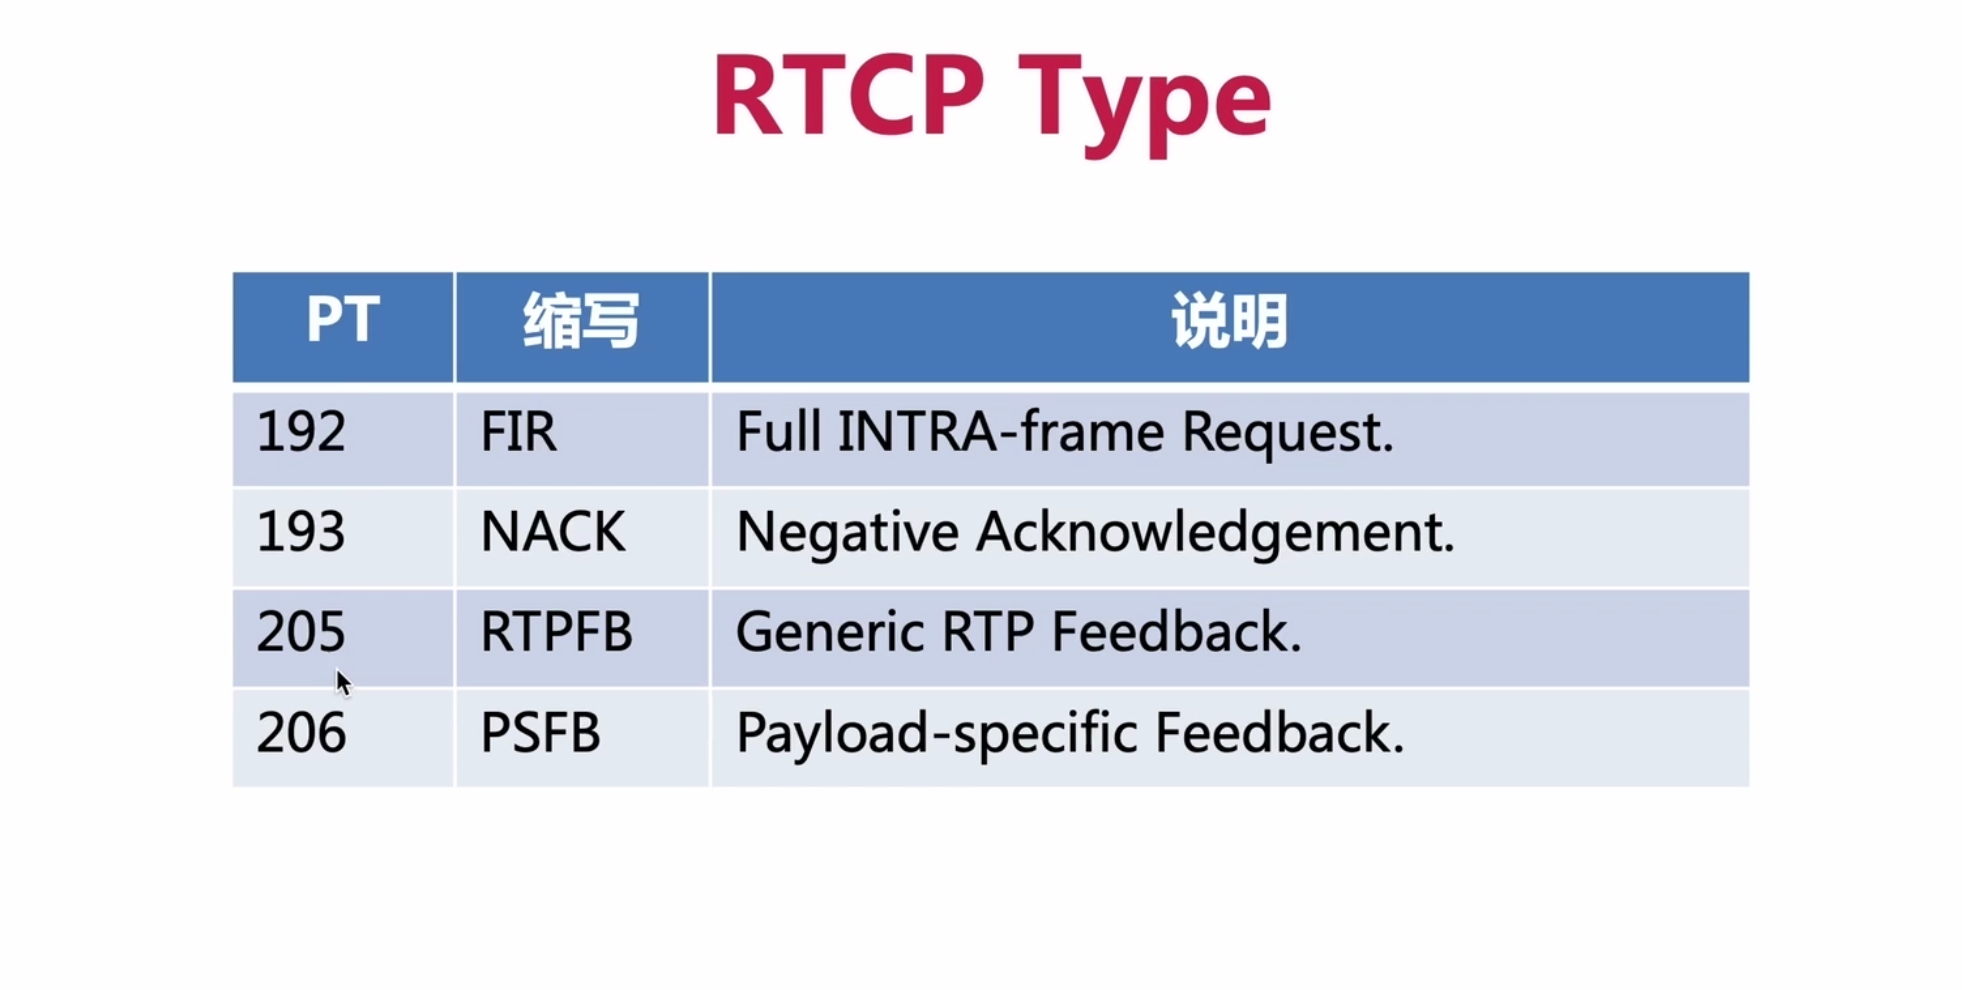 RTCP Type
PT 缩写 说明
192 FIR Full INTRA-frame Request.
193 NACK Negative Acknowledgement.
205 RTPFB Generic RTP Feedback.
206 PSFB Payload-specific Feedback.